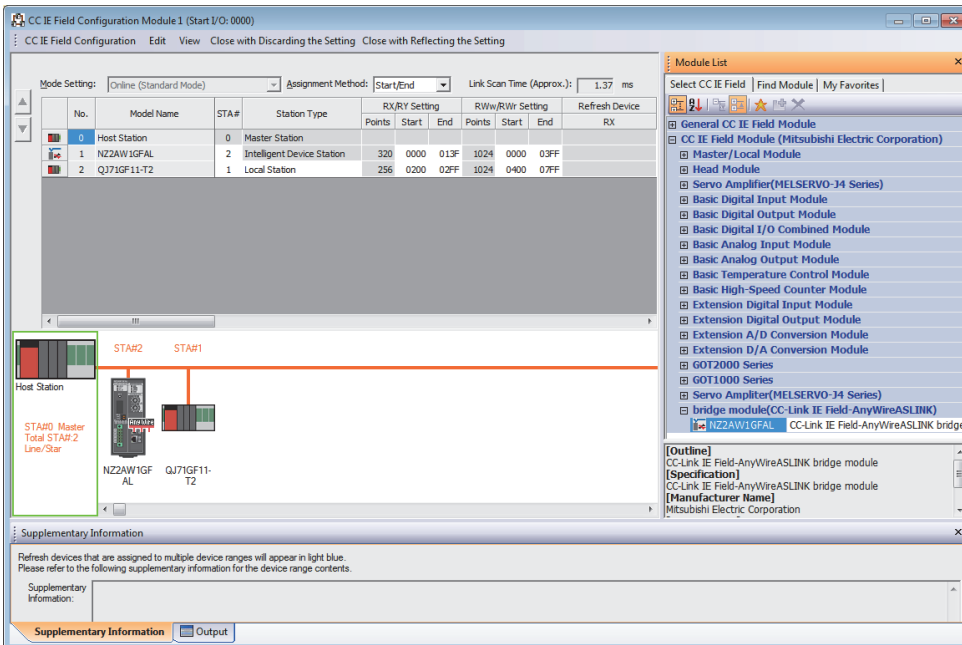 CC IE Field Configuration Module 1 (Start I/O: 0000)
CC IE Field Configuration Edit View Close with Discarding the Setting Close with Reflecting the Setting
Mode Setting: Online (Standard Mode) Assignment Method: Start/End Link Scan Time (Approx.): 1.37 ms
No. Model Name STA# Station Type RX/RY Setting RWw/RWr Setting Refresh Device
Points Start End Points Start End RX
0 Host Station 0 Master Station
1 NZ2AW1GFAL 2 Intelligent Device Station 320 0000 013F 1024 0000 03FF
2 QJ71GF11-T2 1 Local Station 256 0200 02FF 1024 0400 07FF
STA#2 STA#1
Host Station
STA#0 Master
Total STA#:2
Line/Star
AnyWire
NZ2AW1GF
AL
QJ71GF11-
T2
Module List
Select CC IE Field Find Module My Favorites
General CC IE Field Module
CC IE Field Module (Mitsubishi Electric Corporation)
Master/Local Module
Head Module
Servo Amplifier(MELSERVO-J4 Series)
Basic Digital Input Module
Basic Digital Output Module
Basic Digital I/O Combined Module
Basic Analog Input Module
Basic Analog Output Module
Basic Temperature Control Module
Basic High-Speed Counter Module
Extension Digital Input Module
Extension Digital Output Module
Extension A/D Conversion Module
Extension D/A Conversion Module
GOT2000 Series
GOT1000 Series
Servo Ampliter(MELSERVO-J4 Series)
bridge module(CC-Link IE Field-AnyWireASLINK)
NZ2AW1GFAL CC-Link IE Field-AnyWireASLINK bridge
[Outline]
CC-Link IE Field-AnyWireASLINK bridge module
[Specification]
CC-Link IE Field-AnyWireASLINK bridge module
[Manufacturer Name]
Mitsubishi Electric Corporation
Supplementary Information
Refresh devices that are assigned to multiple device ranges will appear in light blue.
Please refer to the following supplementary information for the device range contents.
Supplementary
Information:
Supplementary Information Output